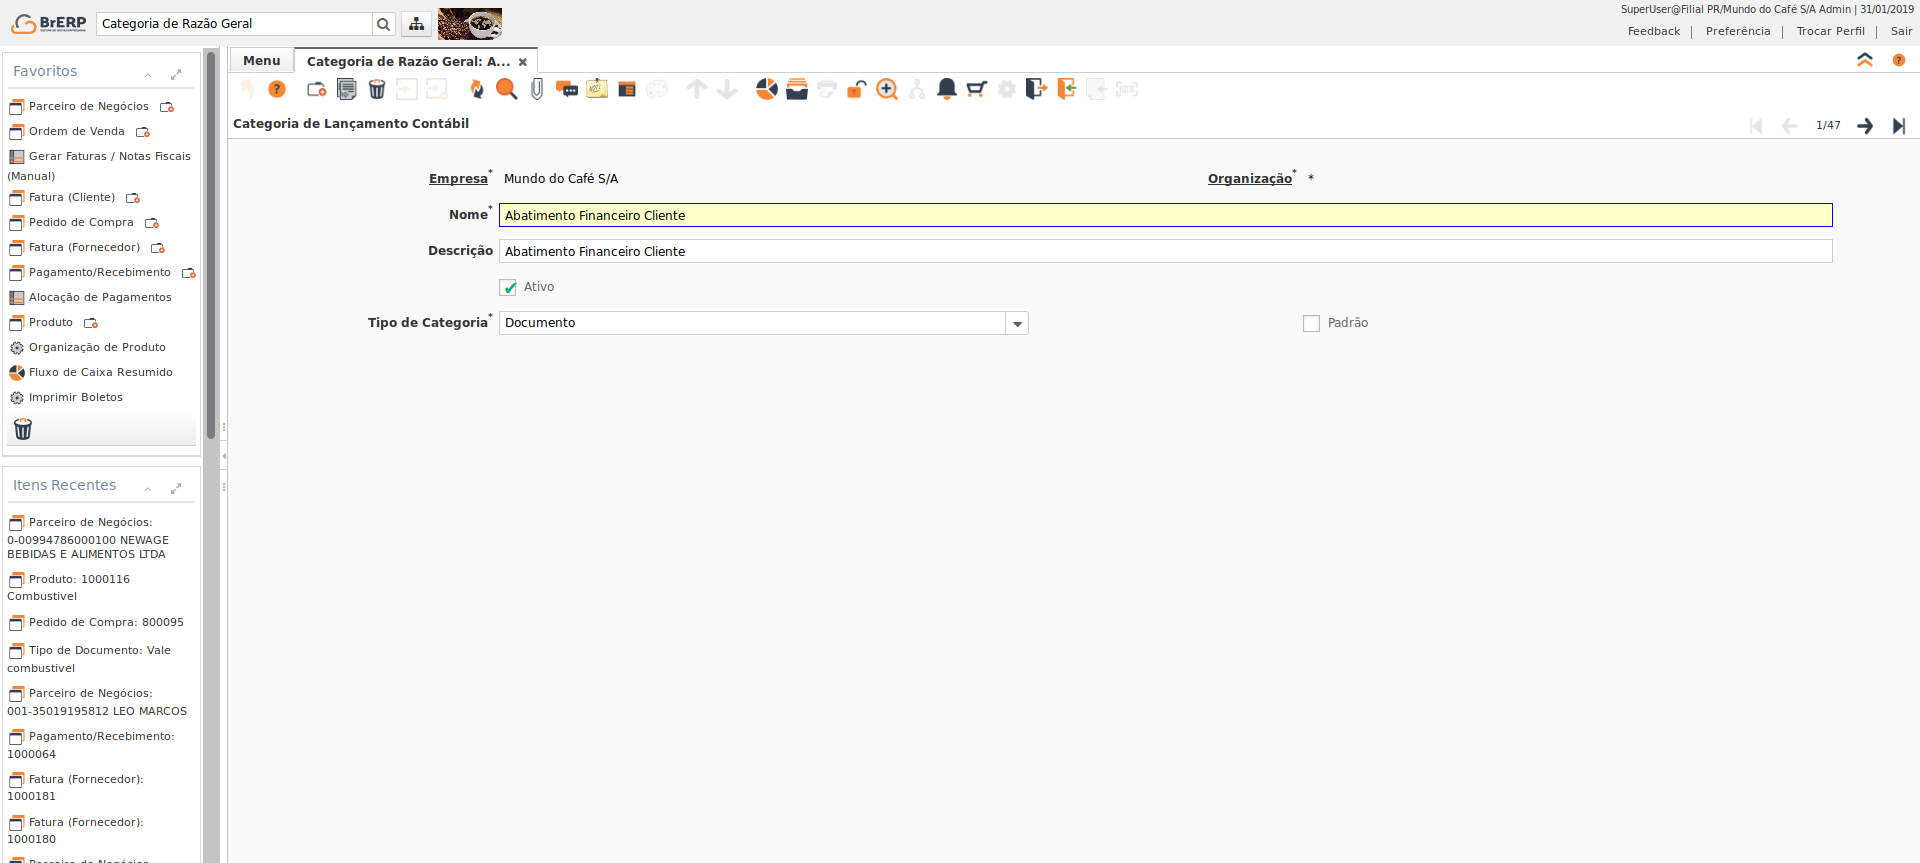 BrERP
Categoria de Razão Geral
SuperUser@Filial PR/Mundo do Café S/A Admin | 31/01/2019
Feedback | Preferência | Trocar Perfil | Sair
Favoritos
Parceiro de Negócios
Ordem de Venda
Gerar Faturas / Notas Fiscais
(Manual)
Fatura (Cliente)
Pedido de Compra
Fatura (Fornecedor)
Pagamento/Recebimento
Alocação de Pagamentos
Produto
Organização de Produto
Fluxo de Caixa Resumido
Imprimir Boletos
Itens Recentes
Parceiro de Negócios:
0-00994786000100 NEWAGE
BEBIDAS E ALIMENTOS LTDA
Produto: 1000116
Combustivel
Pedido de Compra: 800095
Tipo de Documento: Vale
combustivel
Parceiro de Negócios:
001-35019195812 LEO MARCOS
Pagamento/Recebimento:
1000064
Fatura (Fornecedor):
1000181
Fatura (Fornecedor):
1000180
Parceiro de Negócios
Menu
Categoria de Razão Geral: A...
Categoria de Lançamento Contábil
1/47
Empresa* Mundo do Café S/A
Organização* *
Nome* Abatimento Financeiro Cliente
Descrição Abatimento Financeiro Cliente
Ativo
Tipo de Categoria* Documento
Padrão